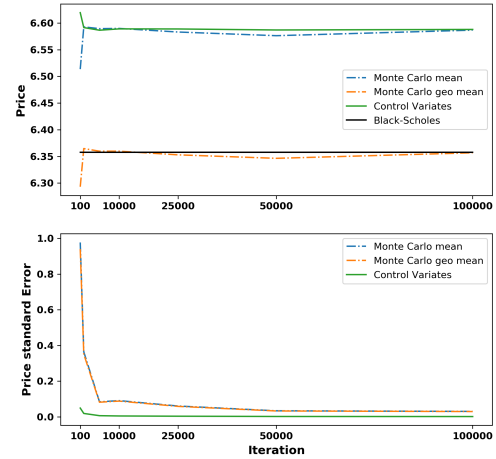 6.60
6.55
6.50
6.45
6.40
6.35
6.30
Price
Monte Carlo mean
Monte Carlo geo mean
Control Variates
Black-Scholes
100 10000 25000 50000 100000
1.0
0.8
0.6
0.4
0.2
0.0
Price standard Error
Monte Carlo mean
Monte Carlo geo mean
Control Variates
100 10000 25000 50000 100000
Iteration